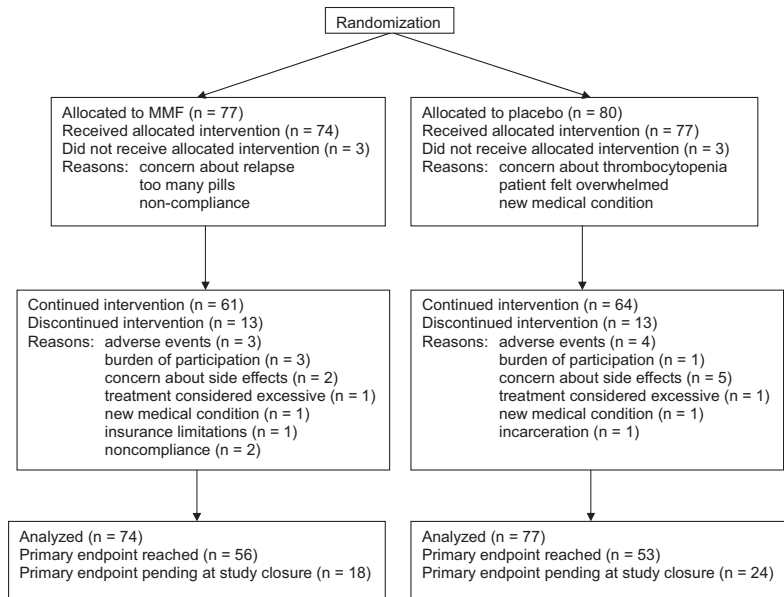 Randomization
Allocated to MMF (n = 77)
Received allocated intervention (n = 74)
Did not receive allocated intervention (n = 3)
Reasons: concern about relapse
too many pills
non-compliance
Allocated to placebo (n = 80)
Received allocated intervention (n = 77)
Did not receive allocated intervention (n = 3)
Reasons: concern about thrombocytopenia
patient felt overwhelmed
new medical condition
Continued intervention (n = 61)
Discontinued intervention (n = 13)
Reasons: adverse events (n = 3)
burden of participation (n = 3)
concern about side effects (n = 2)
treatment considered excessive (n = 1)
new medical condition (n = 1)
insurance limitations (n = 1)
noncompliance (n = 2)
Continued intervention (n = 64)
Discontinued intervention (n = 13)
Reasons: adverse events (n = 4)
burden of participation (n = 1)
concern about side effects (n = 5)
treatment considered excessive (n = 1)
new medical condition (n = 1)
incarceration (n = 1)
Analyzed (n = 74)
Primary endpoint reached (n = 56)
Primary endpoint pending at study closure (n = 18)
Analyzed (n = 77)
Primary endpoint reached (n = 53)
Primary endpoint pending at study closure (n = 24)